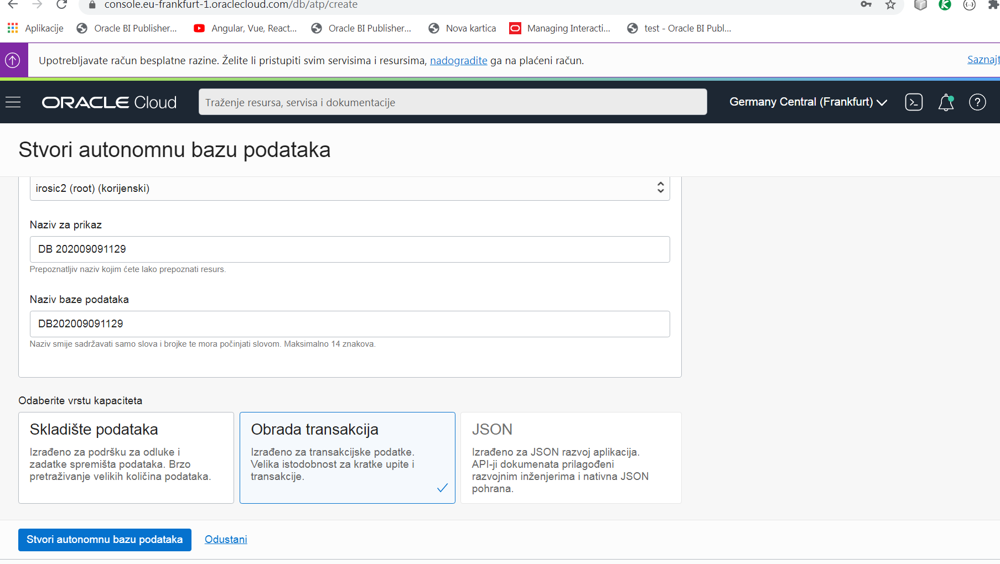 console.eu-frankfurt-1.oraclecloud.com/db/atp/create
Aplikacije Oracle BI Publisher... Angular, Vue, React... Oracle BI Publisher... Nova kartica Managing Interacti... test - Oracle BI Publ...
Upotrebljavate račun besplatne razine. Želite li pristupiti svim servisima i resursima, nadogradite ga na plaćeni račun. Saznajt
ORACLE Cloud Traženje resursa, servisa i dokumentacije Germany Central (Frankfurt)
Stvori autonomnu bazu podataka
irosic2 (root) (korijenski)
Naziv za prikaz
DB 202009091129
Prepoznatljiv naziv kojim ćete lako prepoznati resurs.
Naziv baze podataka
DB202009091129
Naziv smije sadržavati samo slova i brojke te mora počinjati slovom. Maksimalno 14 znakova.
Odaberite vrstu kapaciteta
Skladište podataka
Izrađeno za podršku za odluke i
zadatke spremišta podataka. Brzo
pretraživanje velikih količina podataka.
Obrada transakcija
Izrađeno za transakcijske podatke.
Velika istodobnost za kratke upite i
transakcije.
JSON
Izrađeno za JSON razvoj aplikacija.
API-ji dokumenata prilagođeni
razvojnim inženjerima i nativna JSON
pohrana.
Stvori autonomnu bazu podataka Odustani